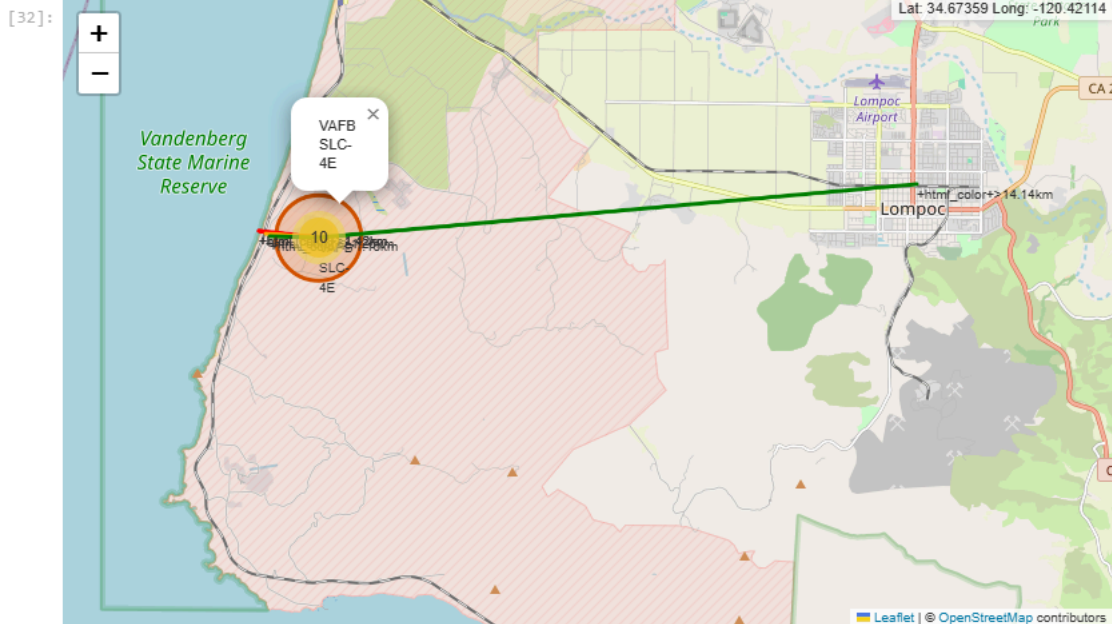 [32]:
+
−
Lat: 34.67359 Long: -120.42114
Park
CA 2
Lompoc
Airport
×
VAFB
SLC-
4E
Vandenberg
State Marine
Reserve
+html_color+>14.14km
Lompoc
10
SLC-
4E
Leaflet | © OpenStreetMap contributors